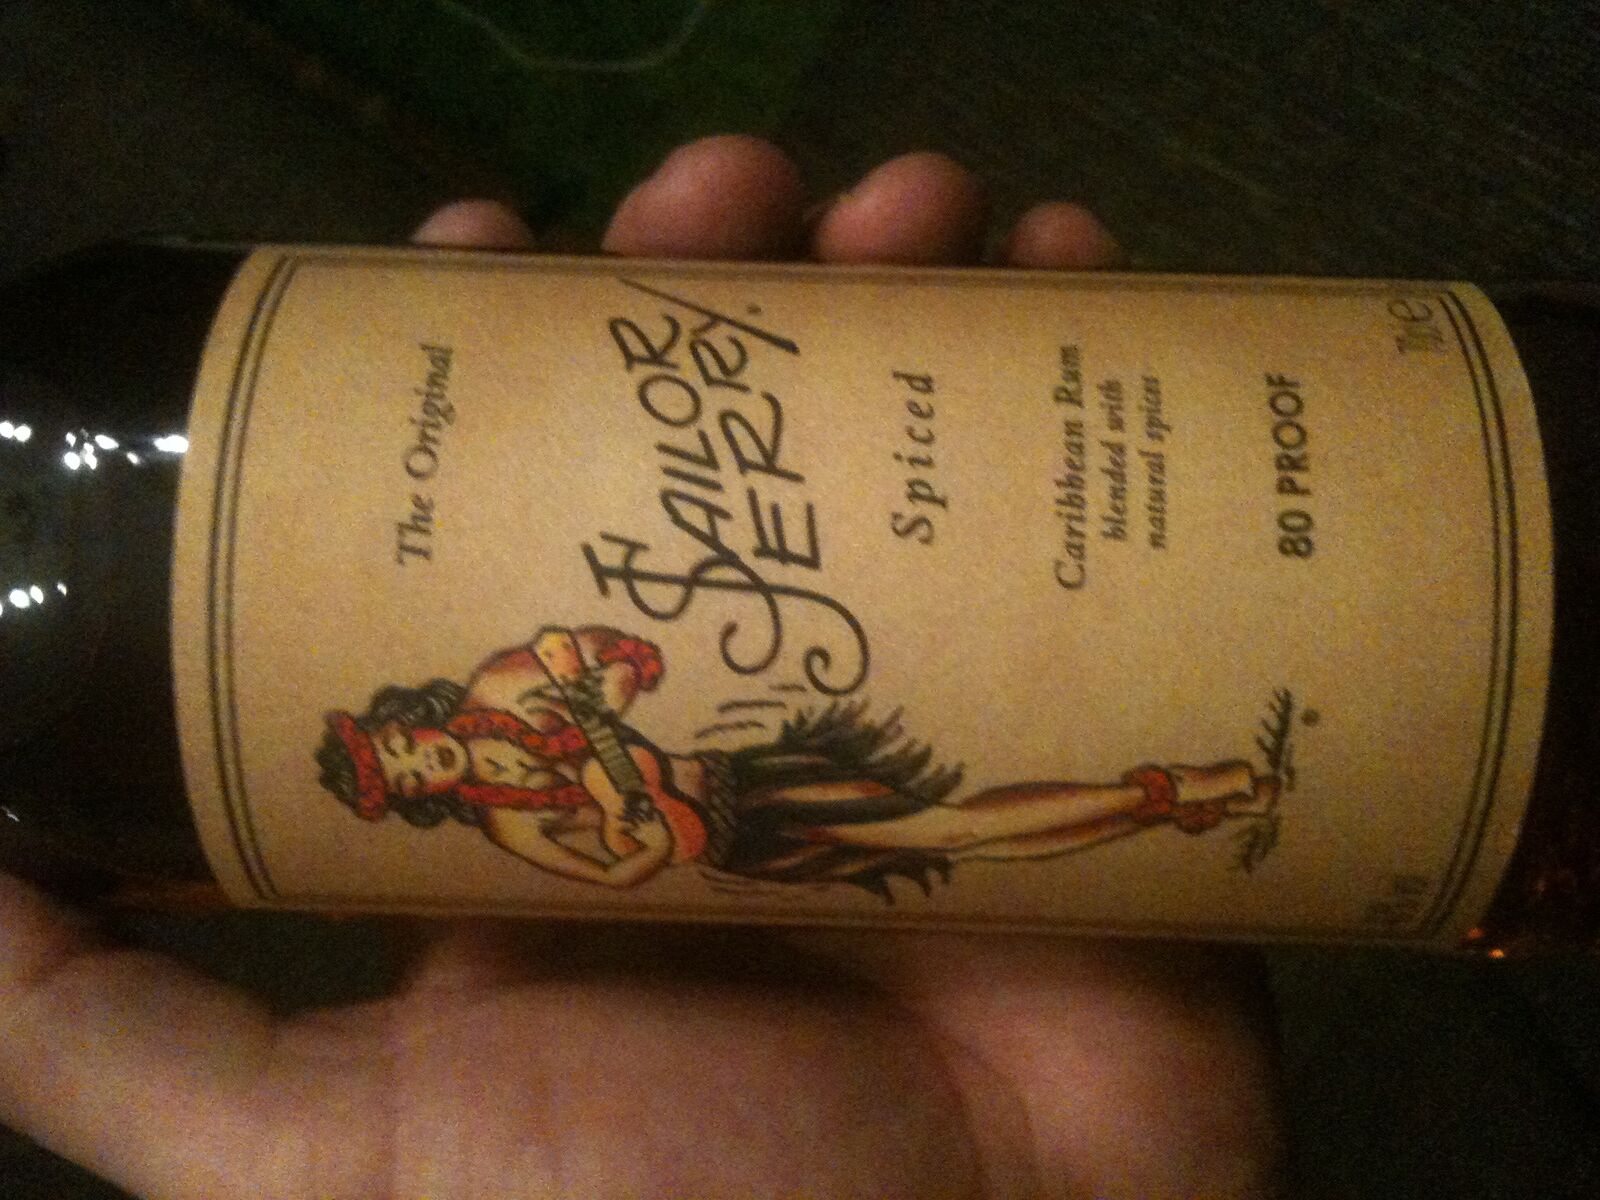 The Original
SAILOR
JERRY.
Spiced
Caribbean Rum
blended with
natural spices
80 PROOF